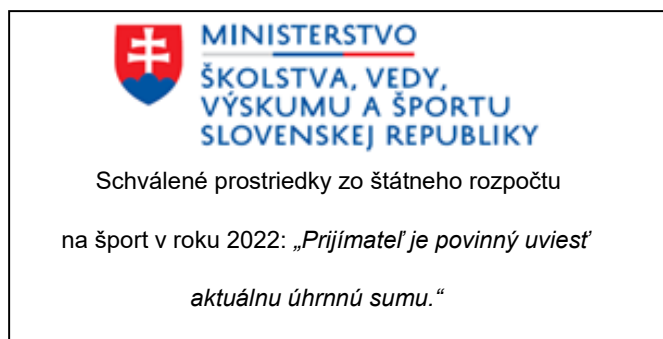 MINISTERSTVO
ŠKOLSTVA, VEDY,
VÝSKUMU A ŠPORTU
SLOVENSKEJ REPUBLIKY
Schválené prostriedky zo štátneho rozpočtu
na šport v roku 2022: „Prijímateľ je povinný uviesť
aktuálnu úhrnnú sumu.“